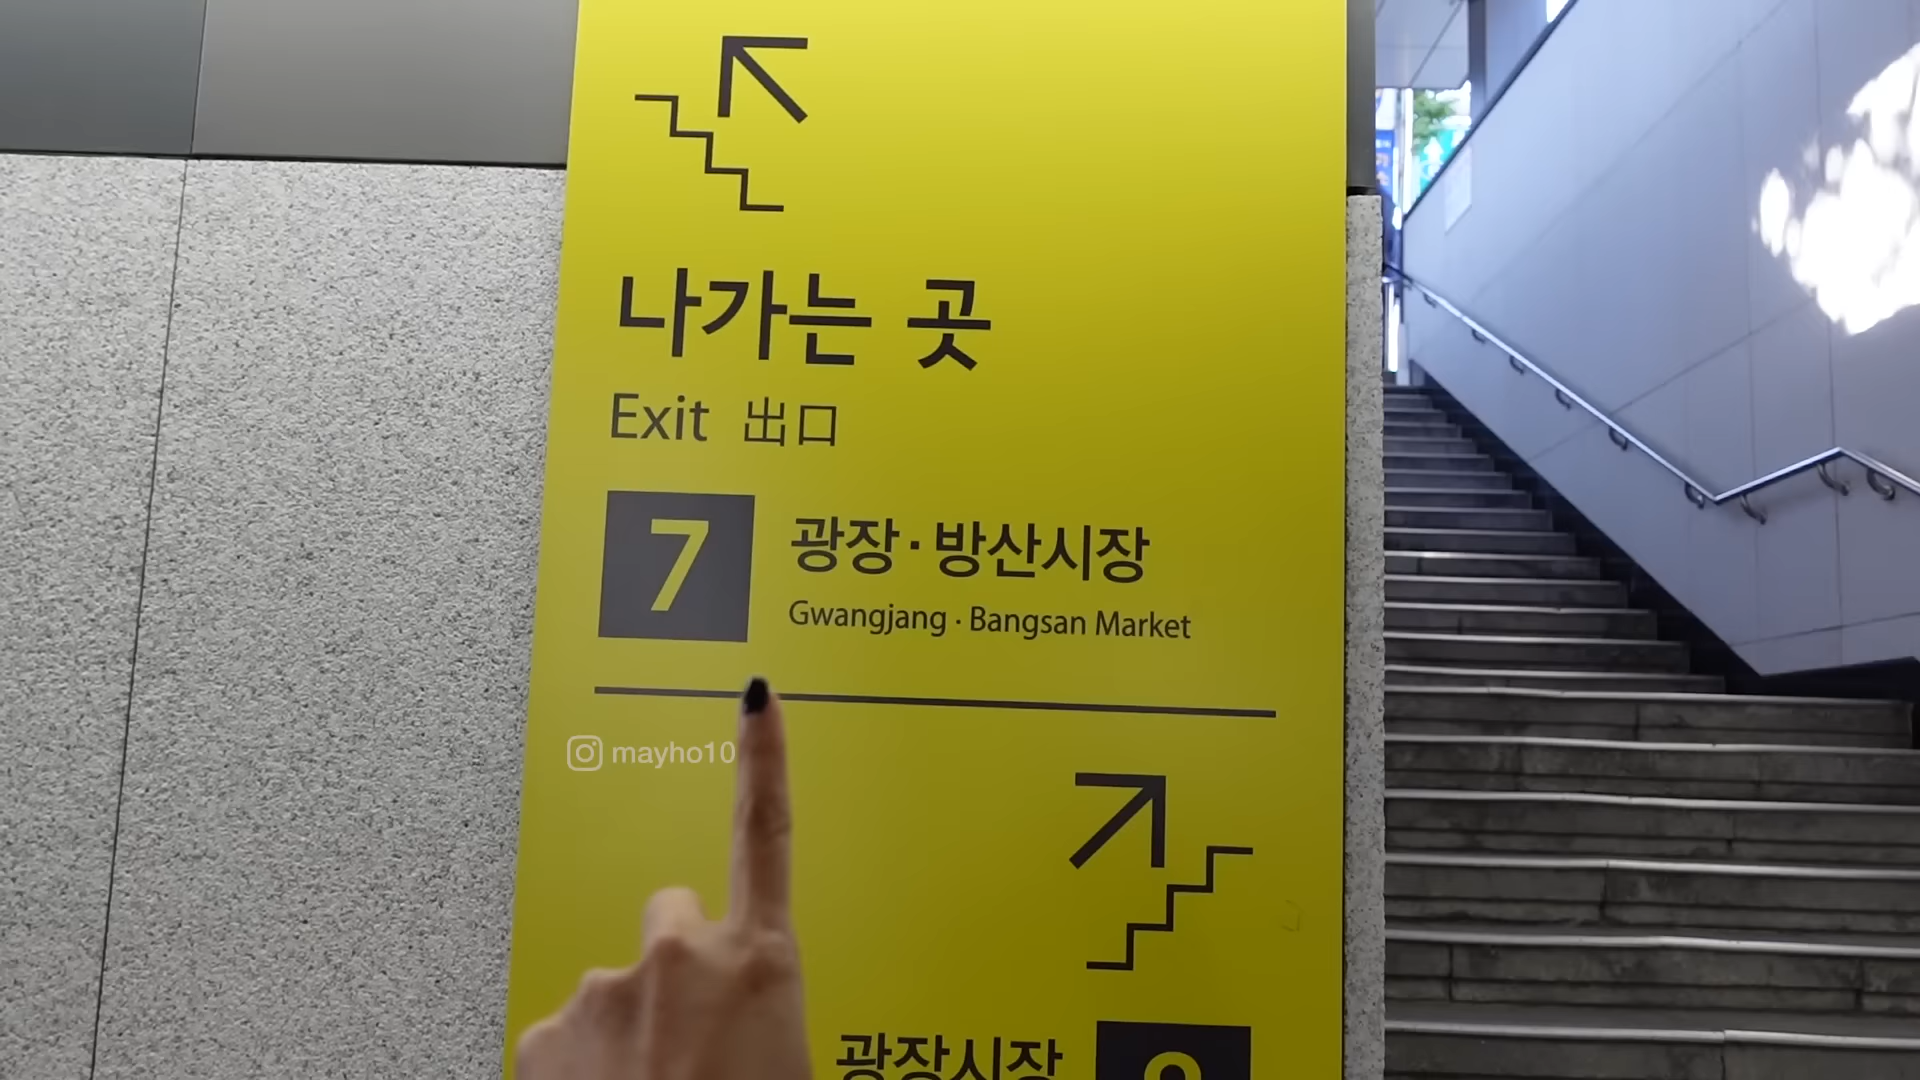 나가는 곳
Exit 出口
7 광장·방산시장
Gwangjang · Bangsan Market
mayho10
광장시장